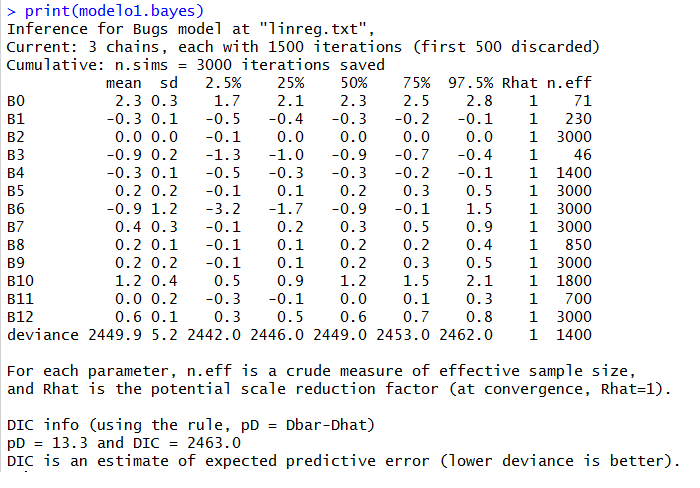 > print(modelo1.bayes)
Inference for Bugs model at "linreg.txt",
Current: 3 chains, each with 1500 iterations (first 500 discarded)
Cumulative: n.sims = 3000 iterations saved
mean sd 2.5% 25% 50% 75% 97.5% Rhat n.eff
B0 2.3 0.3 1.7 2.1 2.3 2.5 2.8 1 71
B1 -0.3 0.1 -0.5 -0.4 -0.3 -0.2 -0.1 1 230
B2 0.0 0.0 -0.1 0.0 0.0 0.0 0.0 1 3000
B3 -0.9 0.2 -1.3 -1.0 -0.9 -0.7 -0.4 1 46
B4 -0.3 0.1 -0.5 -0.3 -0.3 -0.2 -0.1 1 1400
B5 0.2 0.2 -0.1 0.1 0.2 0.3 0.5 1 3000
B6 -0.9 1.2 -3.2 -1.7 -0.9 -0.1 1.5 1 3000
B7 0.4 0.3 -0.1 0.2 0.3 0.5 0.9 1 3000
B8 0.2 0.1 -0.1 0.1 0.2 0.2 0.4 1 850
B9 0.2 0.2 -0.1 0.1 0.2 0.3 0.5 1 3000
B10 1.2 0.4 0.5 0.9 1.2 1.5 2.1 1 1800
B11 0.0 0.2 -0.3 -0.1 0.0 0.1 0.3 1 700
B12 0.6 0.1 0.3 0.5 0.6 0.7 0.8 1 3000
deviance 2449.9 5.2 2442.0 2446.0 2449.0 2453.0 2462.0 1 1400
For each parameter, n.eff is a crude measure of effective sample size,
and Rhat is the potential scale reduction factor (at convergence, Rhat=1).
DIC info (using the rule, pD = Dbar-Dhat)
pD = 13.3 and DIC = 2463.0
DIC is an estimate of expected predictive error (lower deviance is better).